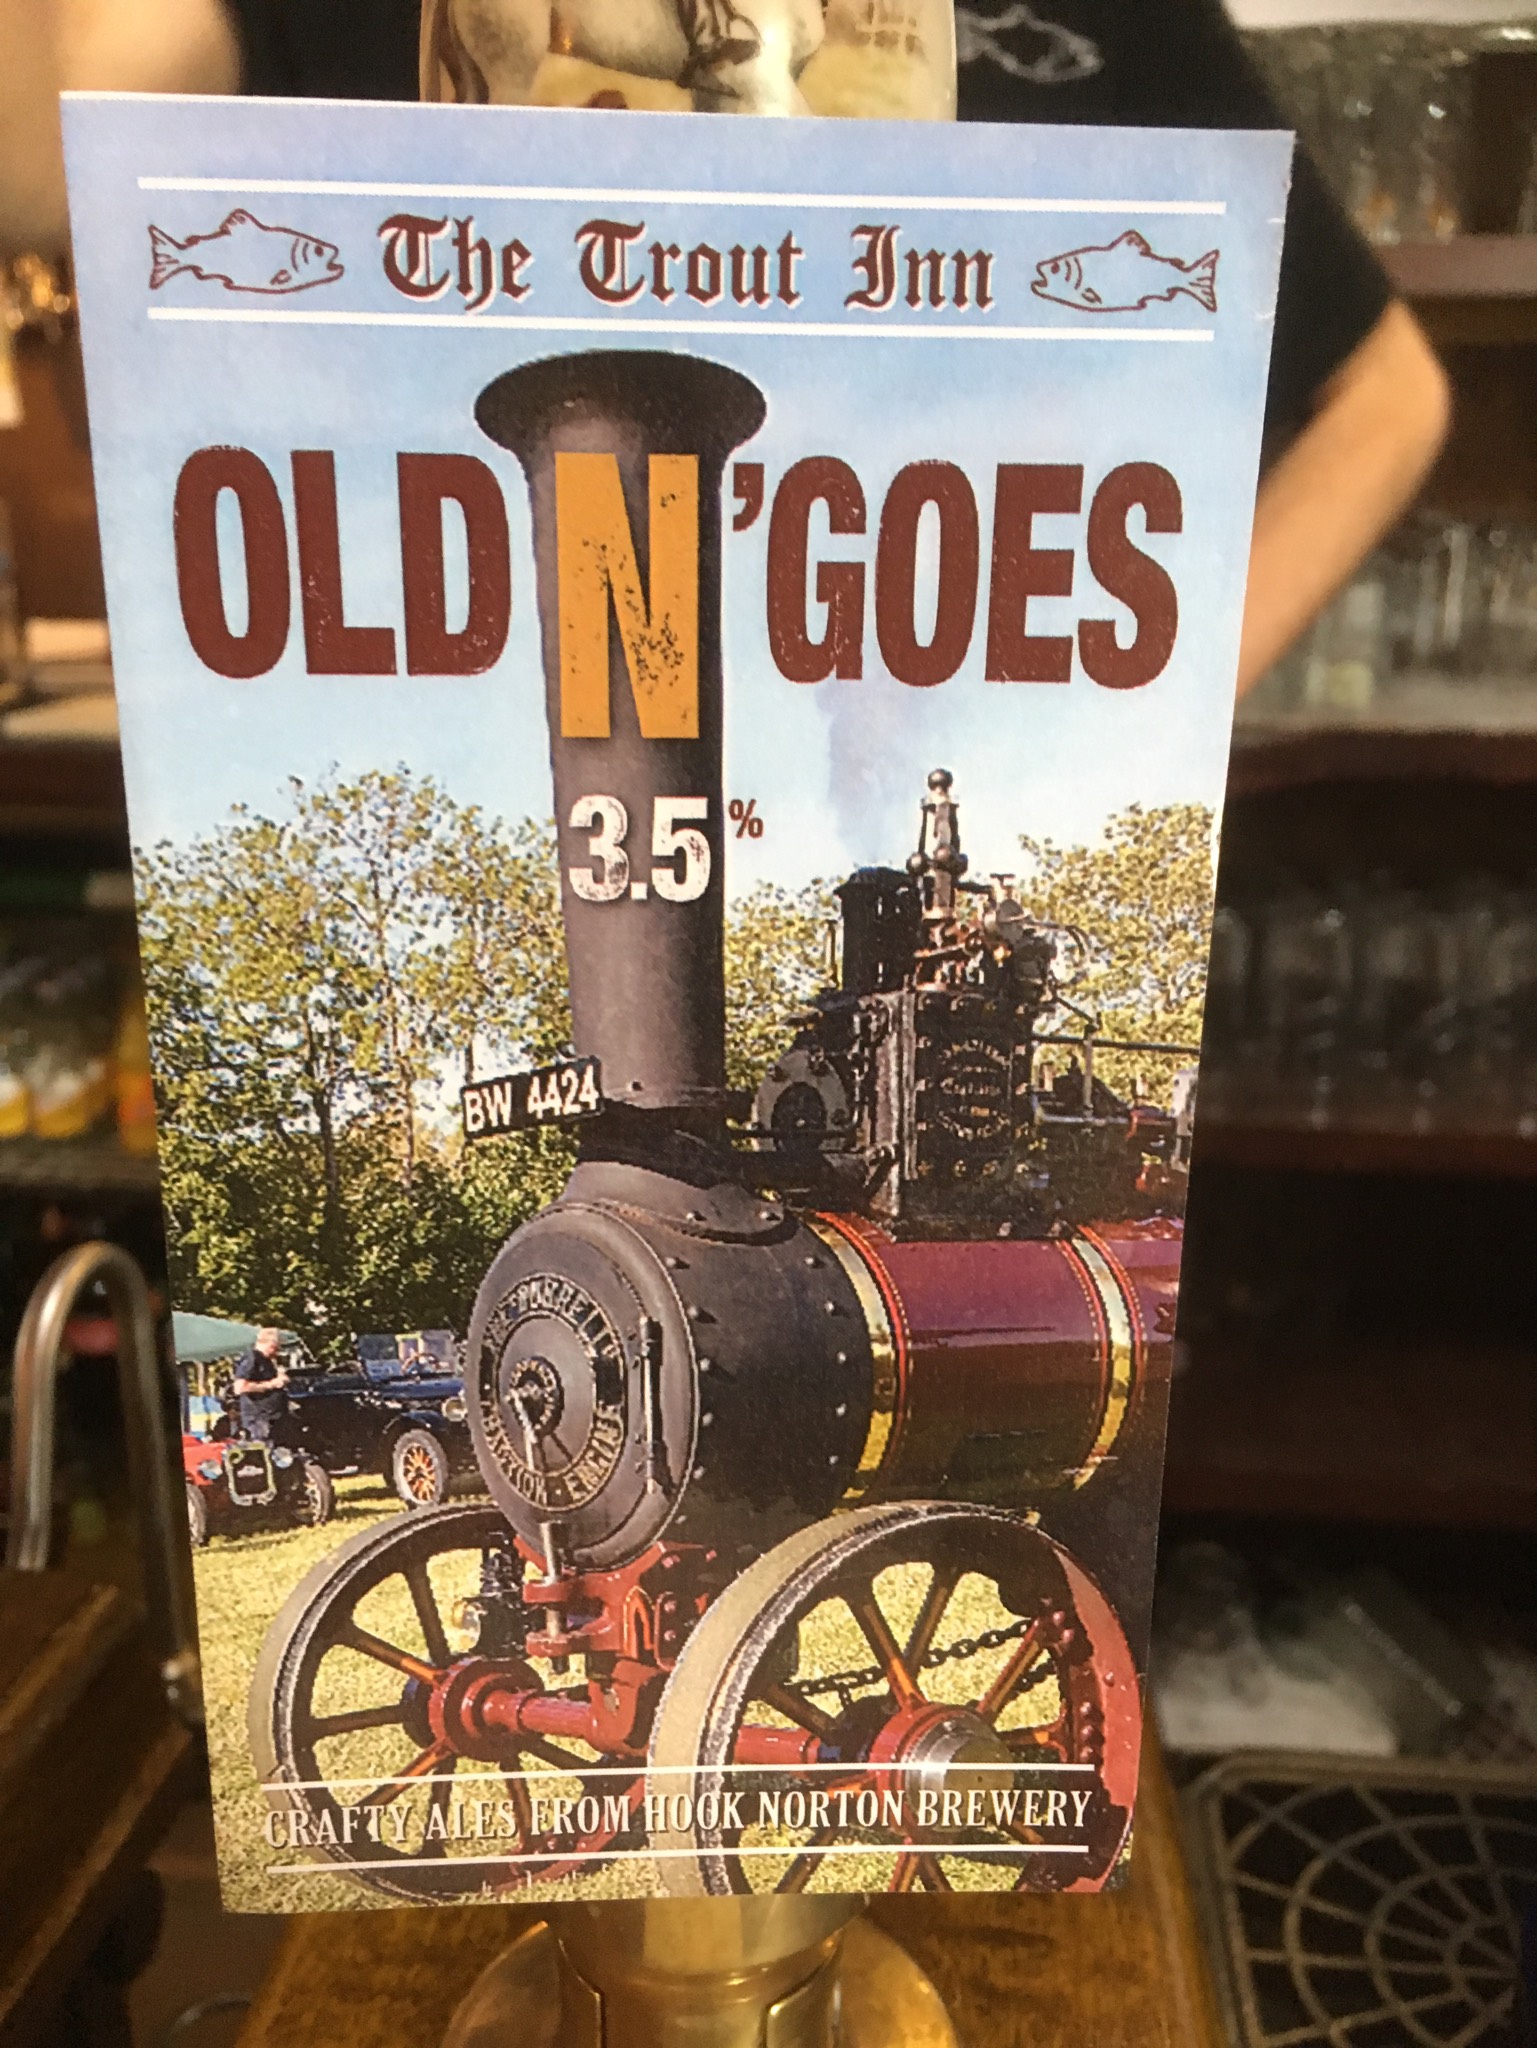 The Trout Inn
OLD N 'GOES
3.5%
BW 4424
CRAFTY ALES FROM HOOK NORTON BREWERY